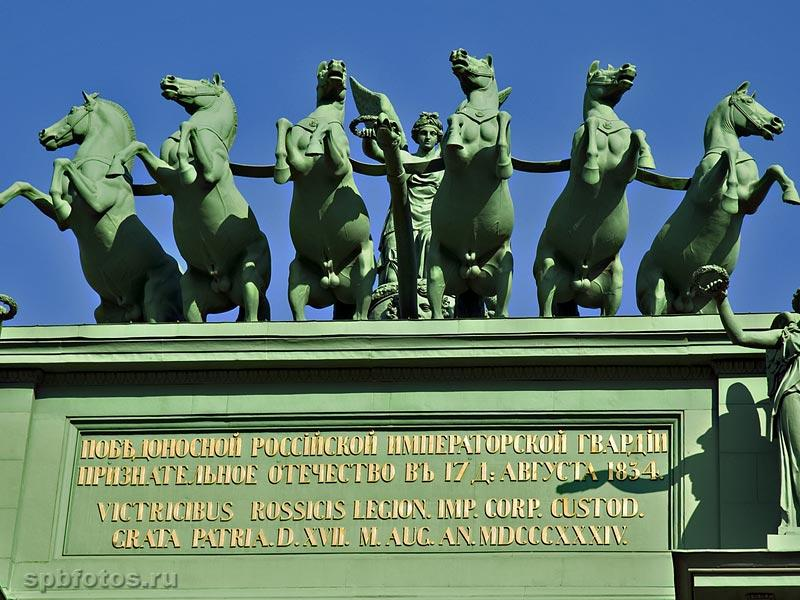 ПОБѢДОНОСНОЙ РОССІЙСКОЙ ИМПЕРАТОРСКОЙ ГВАРДІИ
ПРИЗНАТЕЛЬНОЕ ОТЕЧЕСТВО ВЪ 17 Д: АВГУСТА 1834.
VICTRICIBUS ROSSICIS LEGION. IMP. CORP. CUSTOD.
GRATA PATRIA. D. XVII. M. AUG. AN. MDCCCXXXIV.
spbfotos.ru